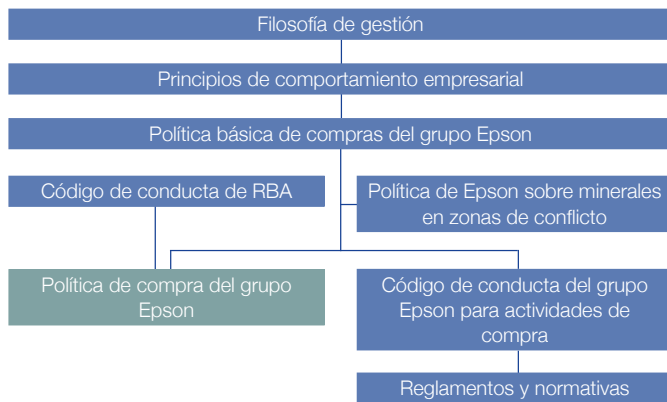 Filosofía de gestión
Principios de comportamiento empresarial
Política básica de compras del grupo Epson
Código de conducta de RBA
Política de Epson sobre minerales
en zonas de conflicto
Política de compra del grupo
Epson
Código de conducta del grupo
Epson para actividades de
compra
Reglamentos y normativas